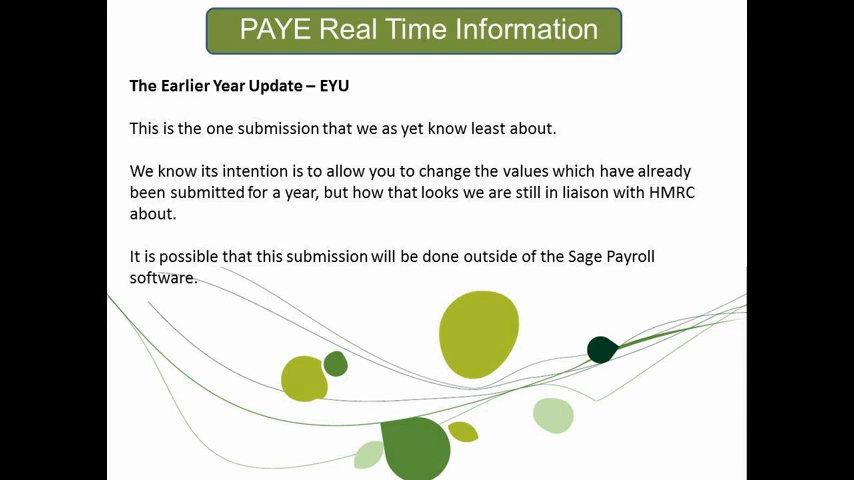 PAYE Real Time Information
The Earlier Year Update – EYU
This is the one submission that we as yet know least about.
We know its intention is to allow you to change the values which have already
been submitted for a year, but how that looks we are still in liaison with HMRC
about.
It is possible that this submission will be done outside of the Sage Payroll
software.